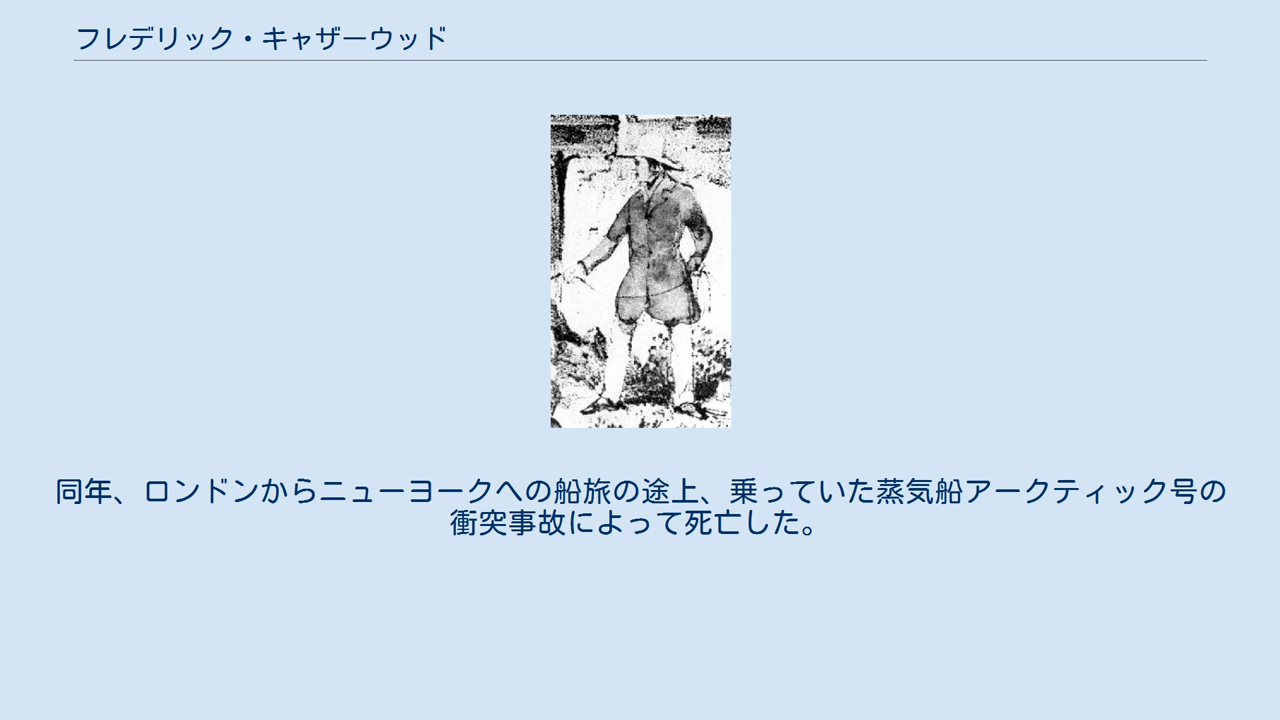 フレデリック・キャザーウッド
同年、ロンドンからニューヨークへの船旅の途上、乗っていた蒸気船アークティック号の
衝突事故によって死亡した。